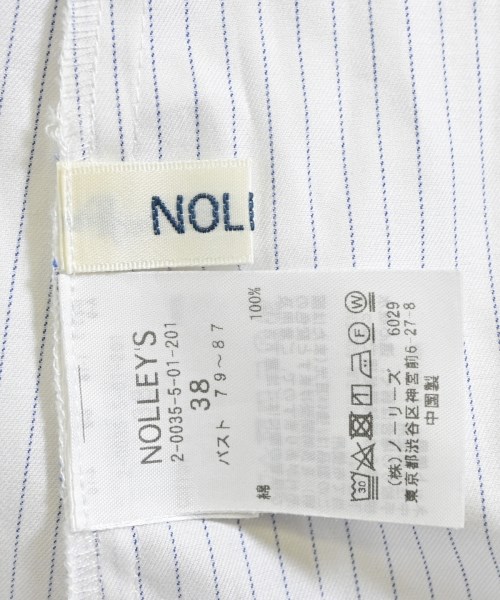 NOLL
NOLLEY'S
2-0035-5-01-201
38
バスト 79～87
綿 100%
30
(株)ノーリーズ 6029
東京都渋谷区神宮前6-27-8
中国製